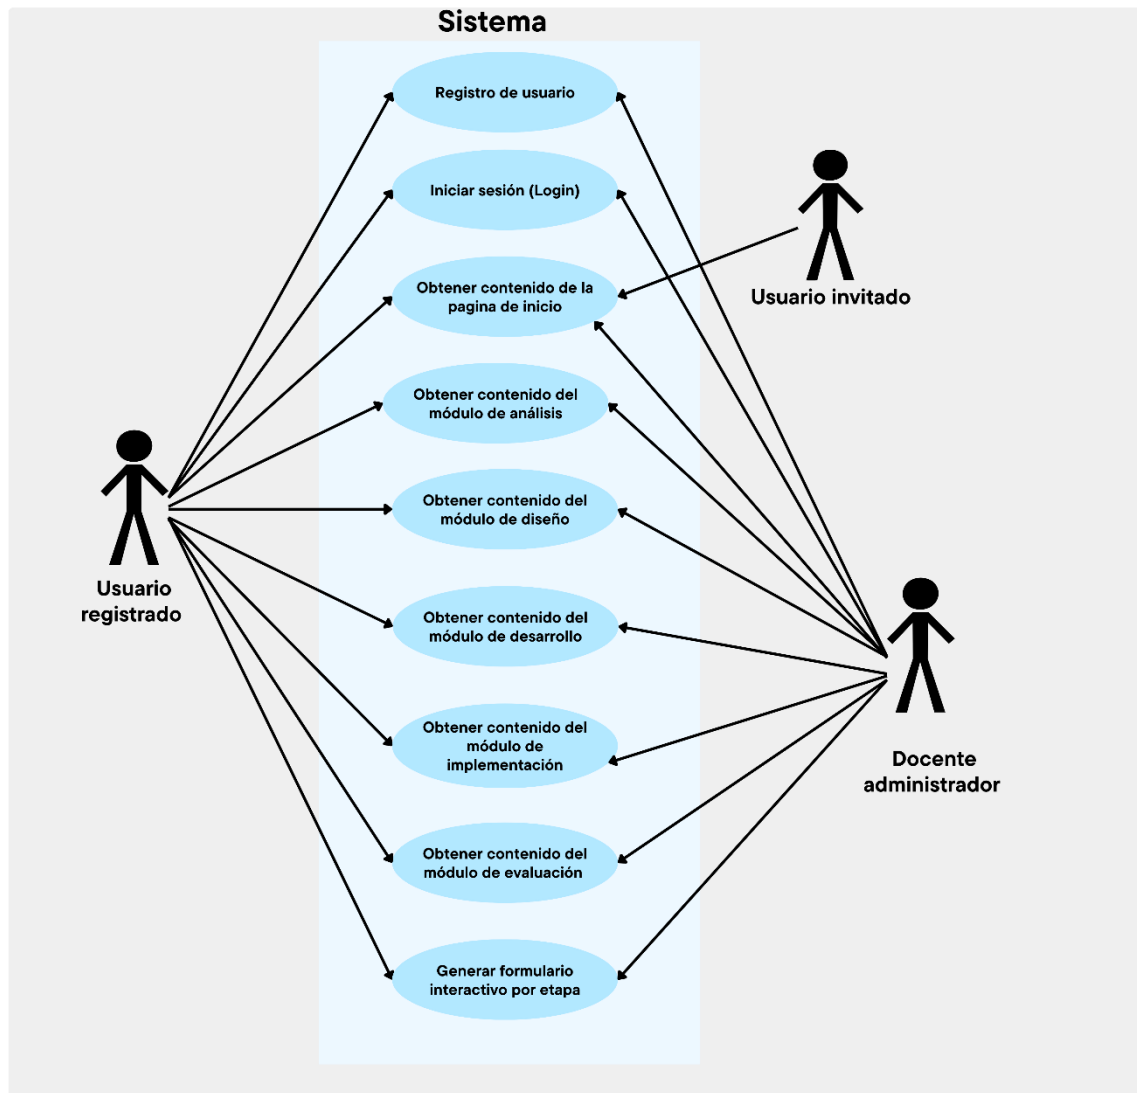 Sistema
Registro de usuario
Iniciar sesión (Login)
Obtener contenido de la
pagina de inicio
Usuario invitado
Obtener contenido del
módulo de análisis
Obtener contenido del
módulo de diseño
Usuario
registrado
Obtener contenido del
módulo de desarrollo
Obtener contenido del
módulo de
implementación
Docente
administrador
Obtener contenido del
módulo de evaluación
Generar formulario
interactivo por etapa